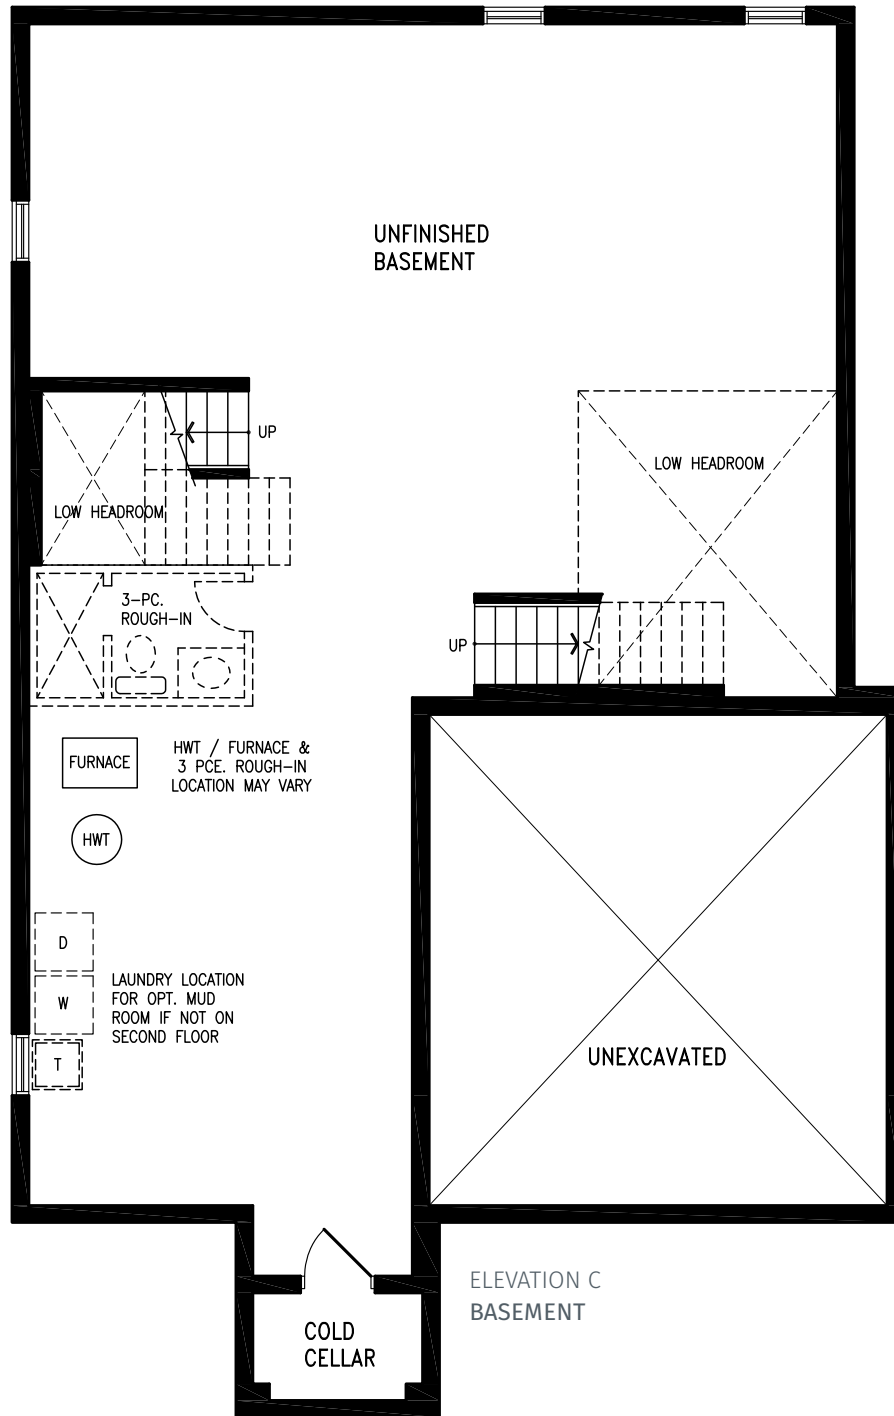 UNFINISHED
BASEMENT
UP
LOW HEADROOM
LOW HEADROOM
3-PC.
ROUGH-IN
UP
FURNACE
HWT / FURNACE &
3 PCE. ROUGH-IN
LOCATION MAY VARY
HWT
D
W
T
LAUNDRY LOCATION
FOR OPT. MUD
ROOM IF NOT ON
SECOND FLOOR
UNEXCAVATED
COLD
CELLAR
ELEVATION C
BASEMENT